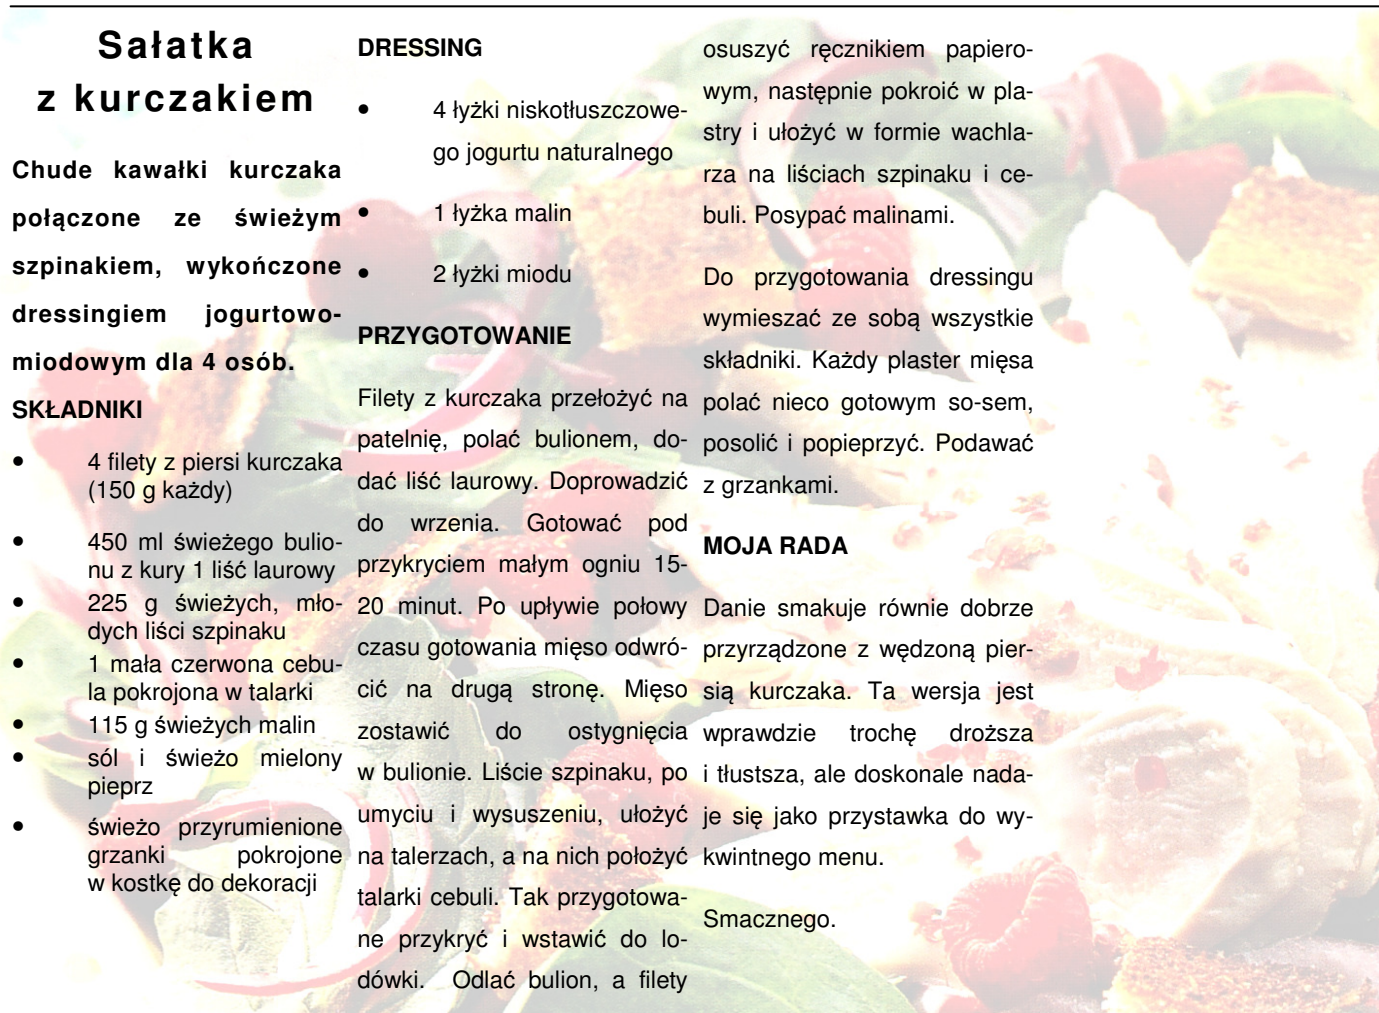 Sałatka
z kurczakiem
Chude kawałki kurczaka
połączone ze świeżym
szpinakiem, wykończone
dressingiem jogurtowo-
miodowym dla 4 osób.
SKŁADNIKI
• 4 filety z piersi kurczaka
(150 g każdy)
• 450 ml świeżego bulio-
nu z kury 1 liść laurowy
• 225 g świeżych, mło-
dych liści szpinaku
• 1 mała czerwona cebu-
la pokrojona w talarki
• 115 g świeżych malin
• sól i świeżo mielony
pieprz
• świeżo przyrumienione
grzanki pokrojone
w kostkę do dekoracji
DRESSING
• 4 łyżki niskotłuszczowe-
go jogurtu naturalnego
• 1 łyżka malin
• 2 łyżki miodu
PRZYGOTOWANIE
Filety z kurczaka przełożyć na
patelnię, polać bulionem, do-
dać liść laurowy. Doprowadzić
do wrzenia. Gotować pod
przykryciem małym ogniu 15-
20 minut. Po upływie połowy
czasu gotowania mięso odwró-
cić na drugą stronę. Mięso
zostawić do ostygnięcia
w bulionie. Liście szpinaku, po
umyciu i wysuszeniu, ułożyć
na talerzach, a na nich położyć
talarki cebuli. Tak przygotowa-
ne przykryć i wstawić do lo-
dówki. Odlać bulion, a filety
osuszyć ręcznikiem papiero-
wym, następnie pokroić w pla-
stry i ułożyć w formie wachla-
rza na liściach szpinaku i ce-
buli. Posypać malinami.
Do przygotowania dressingu
wymieszać ze sobą wszystkie
składniki. Każdy plaster mięsa
polać nieco gotowym so-sem,
posolić i popieprzyć. Podawać
z grzankami.
MOJA RADA
Danie smakuje równie dobrze
przyrządzone z wędzoną pier-
sią kurczaka. Ta wersja jest
wprawdzie trochę droższa
i tłustsza, ale doskonale nada-
je się jako przystawka do wy-
kwintnego menu.
Smacznego.